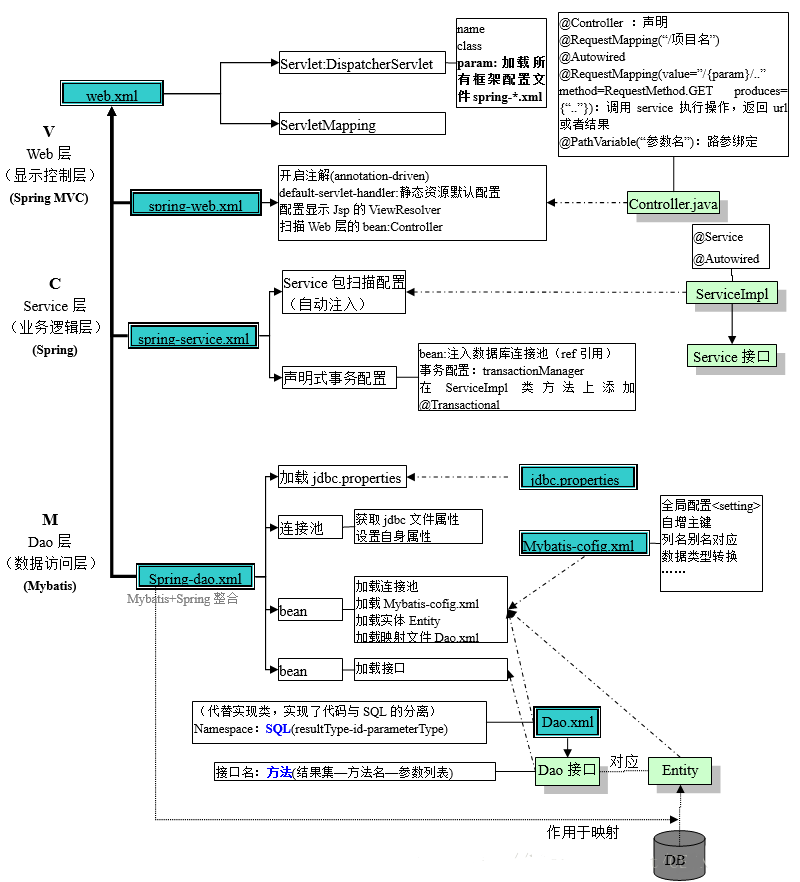 name
class
param: 加载所
有框架配置文
件 spring-*.xml
@Controller ：声明
@RequestMapping(“/项目名”)
@Autowired
@RequestMapping(value=”/{param}/..”
method=RequestMethod.GET produces=
{“..”})：调用 service 执行操作，返回 url
或者结果
@PathVariable(“参数名”)：路参绑定
Servlet:DispatcherServlet
web.xml
ServletMapping
V
Web 层
（显示控制层）
(Spring MVC)
spring-web.xml
开启注解(annotation-driven)
default-servlet-handler:静态资源默认配置
配置显示 Jsp 的 ViewResolver
扫描 Web 层的 bean:Controller
Controller.java
@Service
@Autowired
C
Service 层
（业务逻辑层）
(Spring)
Service 包扫描配置
（自动注入）
ServiceImpl
spring-service.xml
Service 接口
声明式事务配置
bean:注入数据库连接池（ref 引用）
事务配置：transactionManager
在 ServiceImpl 类方法上添加
@Transactional
加载 jdbc.properties
jdbc.properties
M
Dao 层
（数据访问层）
(Mybatis)
连接池
获取 jdbc 文件属性
设置自身属性
Mybatis-cofig.xml
全局配置<setting>
自增主键
列名别名对应
数据类型转换
……
Spring-dao.xml
Mybatis+Spring 整合
bean
加载连接池
加载 Mybatis-cofig.xml
加载实体 Entity
加载映射文件 Dao.xml
bean
加载接口
（代替实现类，实现了代码与 SQL 的分离）
Namespace：SQL(resultType-id-parameterType)
Dao.xml
接口名：方法(结果集—方法名—参数列表)
Dao 接口
对应
Entity
作用于映射
DB